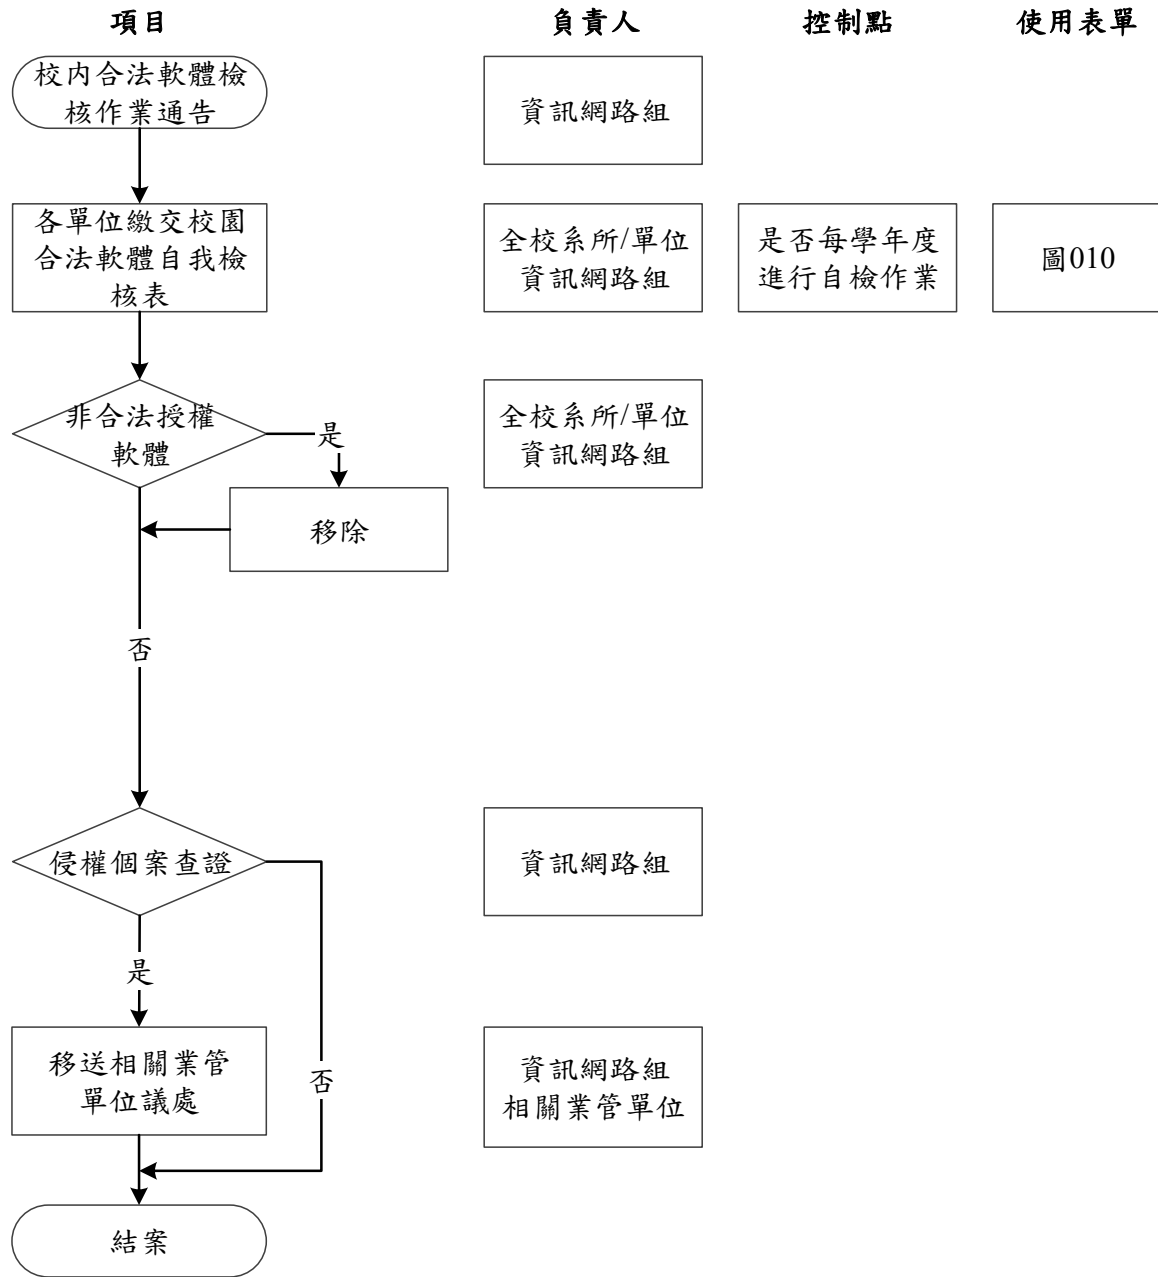 項目 負責人 控制點 使用表單
校內合法軟體檢
核作業通告
資訊網路組
各單位繳交校園
合法軟體自我檢
核表
全校系所/單位
資訊網路組
是否每學年度
進行自檢作業
圖010
非合法授權
軟體
是
全校系所/單位
資訊網路組
移除
否
侵權個案查證
資訊網路組
是
移送相關業管
單位議處
否
資訊網路組
相關業管單位
結案